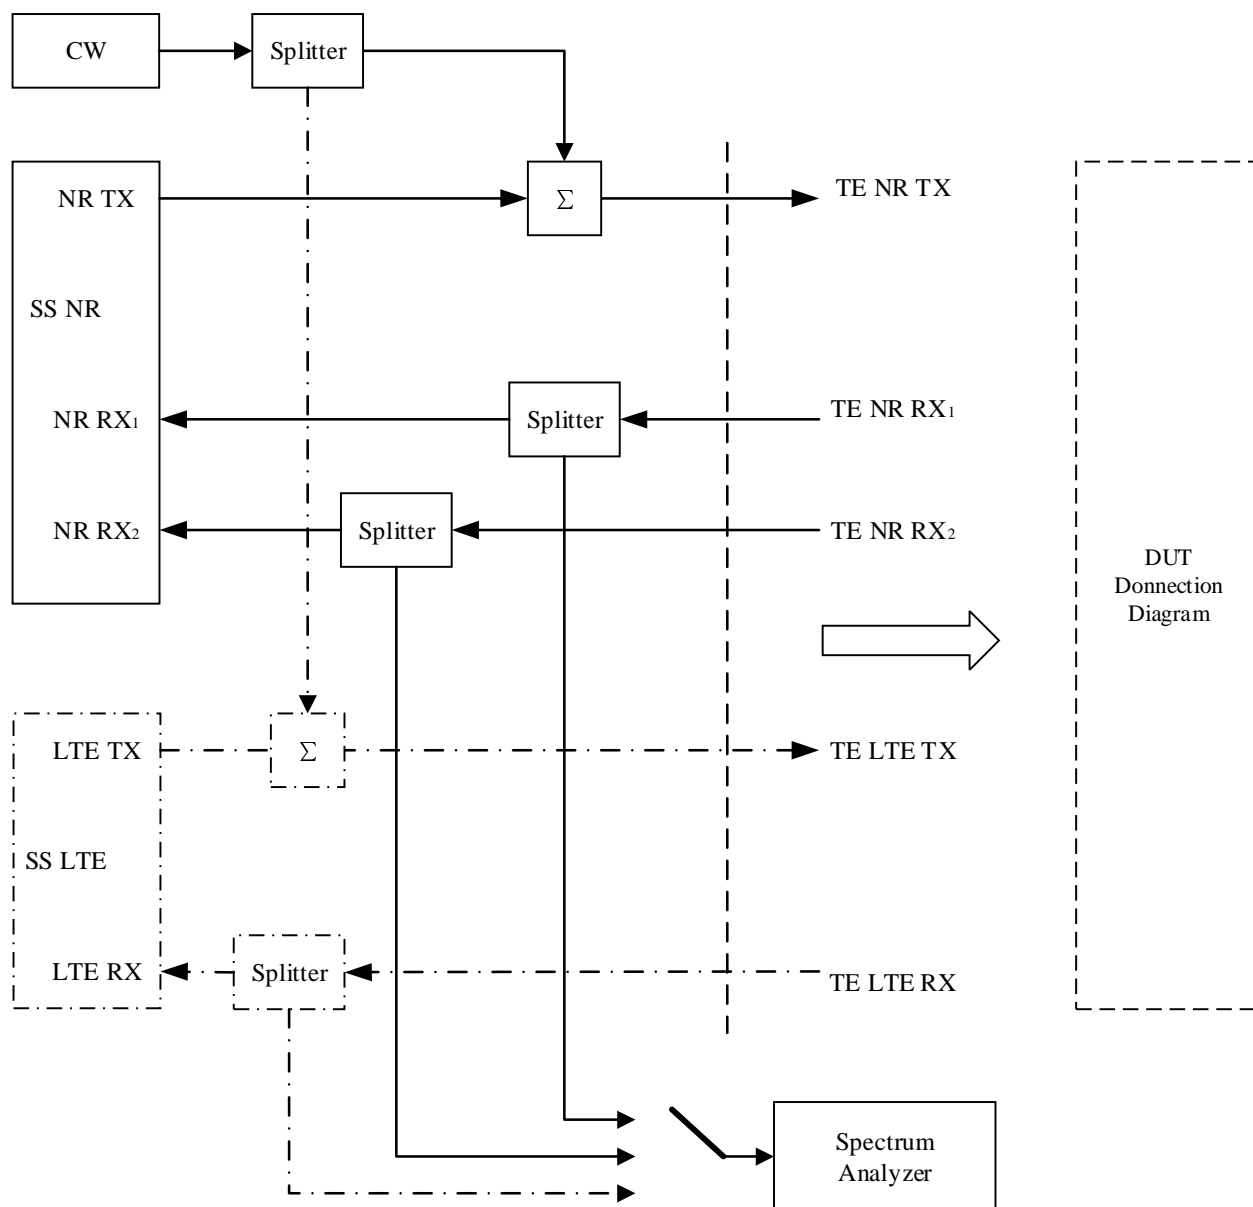 CW
Splitter
NR TX
Σ
TE NR TX
SS NR
NR RX1
Splitter
TE NR RX1
NR RX2
Splitter
TE NR RX2
DUT
Donnection
Diagram
LTE TX
Σ
TE LTE TX
SS LTE
LTE RX
Splitter
TE LTE RX
Spectrum
Analyzer